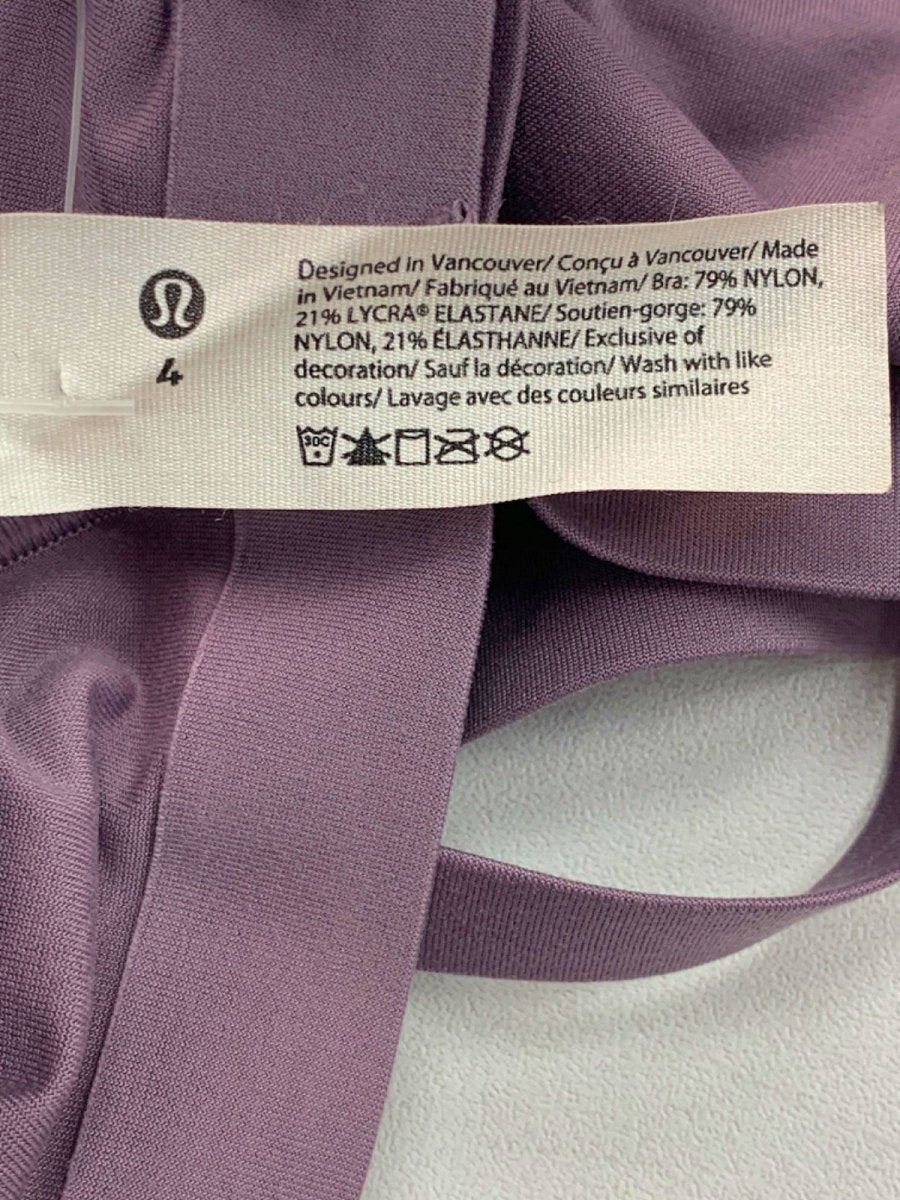 Designed in Vancouver/ Conçu à Vancouver/ Made
in Vietnam/ Fabriqué au Vietnam/ Bra: 79% NYLON,
21% LYCRA® ELASTANE/ Soutien-gorge: 79%
NYLON, 21% ÉLASTHANNE/ Exclusive of
decoration/ Sauf la décoration/ Wash with like
colours/ Lavage avec des couleurs similaires
4
30C